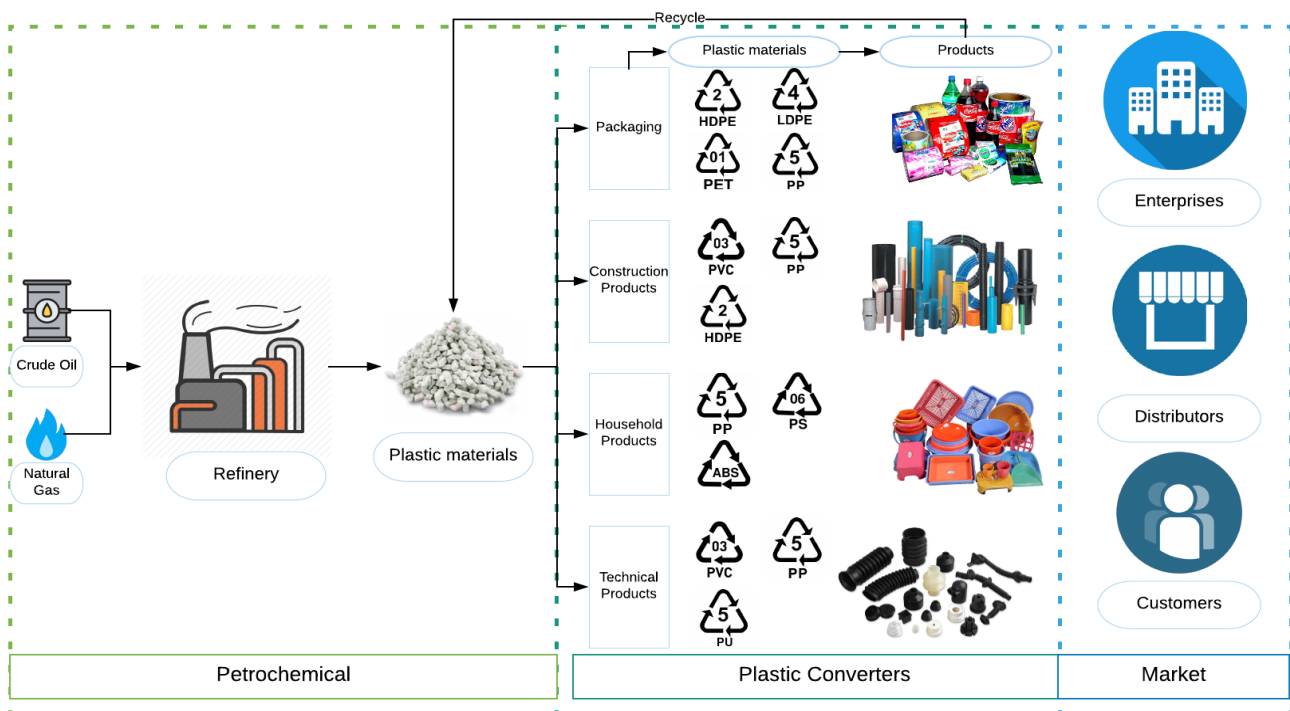 Recycle
Plastic materials
Products
Packaging
2
HDPE
4
LDPE
01
PET
5
PP
Construction
Products
03
PVC
5
PP
2
HDPE
Household
Products
5
PP
06
PS
ABS
Technical
Products
03
PVC
5
PP
5
PU
Crude Oil
Natural
Gas
Refinery
Plastic materials
Enterprises
Distributors
Customers
Petrochemical
Plastic Converters
Market